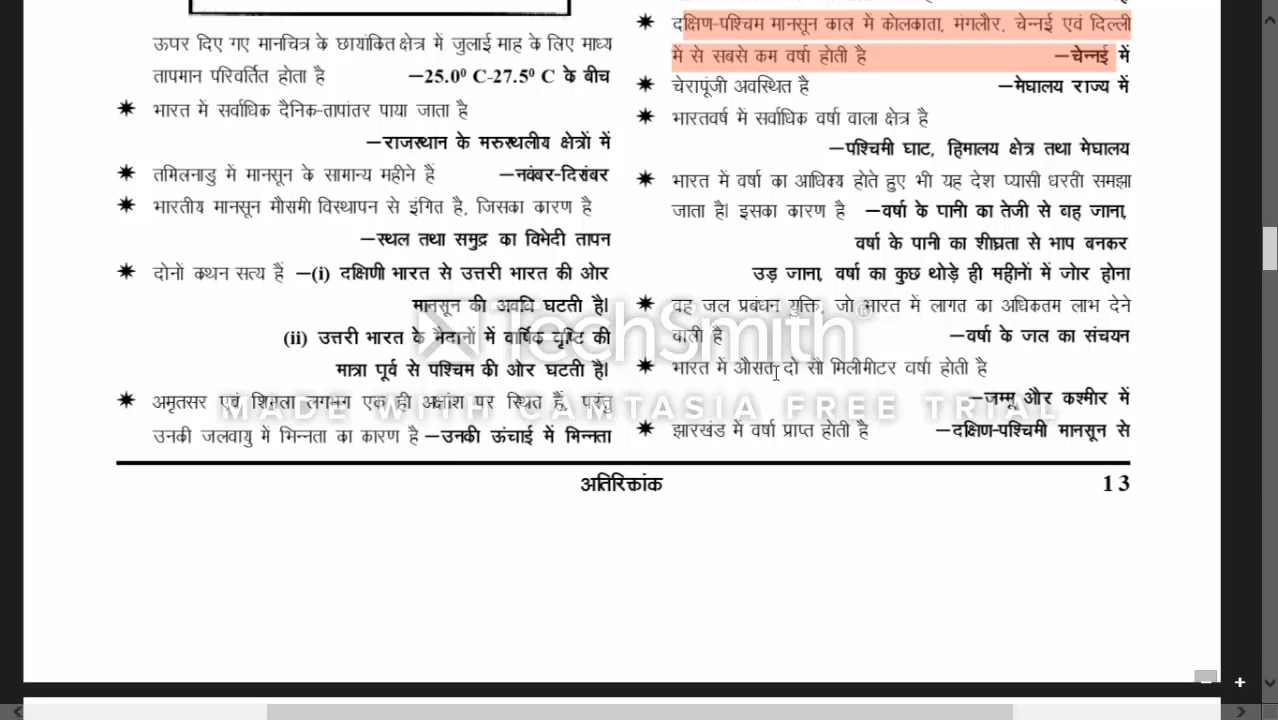 ऊपर दिए गए मानचित्र के छायांकित क्षेत्र में जुलाई माह के लिए माध्य
तापमान परिवर्तित होता है –25.0⁰ C-27.5⁰ C के बीच
✷ भारत में सर्वाधिक दैनिक-तापांतर पाया जाता है
–राजस्थान के मरुस्थलीय क्षेत्रों में
✷ तमिलनाडु में मानसून के सामान्य महीने हैं –नवंबर-दिसंबर
✷ भारतीय मानसून मौसमी विस्थापन से इंगित है, जिसका कारण है
–स्थल तथा समुद्र का विभेदी तापन
✷ दोनों कथन सत्य हैं –(i) दक्षिणी भारत से उत्तरी भारत की ओर
मानसून की अवधि घटती है।
(ii) उत्तरी भारत के मैदानों में वार्षिक वृष्टि की
मात्रा पूर्व से पश्चिम की ओर घटती है।
✷ अमृतसर एवं शिमला लगभग एक ही अक्षांश पर स्थित हैं, परंतु
उनकी जलवायु में भिन्नता का कारण है –उनकी ऊंचाई में भिन्नता
✷ दक्षिण-पश्चिम मानसून काल में कोलकाता, मंगलौर, चेन्नई एवं दिल्ली
में से सबसे कम वर्षा होती है –चेन्नई में
✷ चेरापूंजी अवस्थित है –मेघालय राज्य में
✷ भारतवर्ष में सर्वाधिक वर्षा वाला क्षेत्र है
–पश्चिमी घाट, हिमालय क्षेत्र तथा मेघालय
✷ भारत में वर्षा का आधिक्य होते हुए भी यह देश प्यासी धरती समझा
जाता है। इसका कारण है –वर्षा के पानी का तेजी से बह जाना,
वर्षा के पानी का शीघ्रता से भाप बनकर
उड़ जाना, वर्षा का कुछ थोड़े ही महीनों में जोर होना
✷ वह जल प्रबंधन युक्ति, जो भारत में लागत का अधिकतम लाभ देने
वाली है –वर्षा के जल का संचयन
✷ भारत में औसत दो सौ मिलीमीटर वर्षा होती है
–जम्मू और कश्मीर में
✷ झारखंड में वर्षा प्राप्त होती है –दक्षिण-पश्चिमी मानसून से
TechSmith®
MADE WITH CAMTASIA FREE TRIAL
अतिरिक्तांक 13